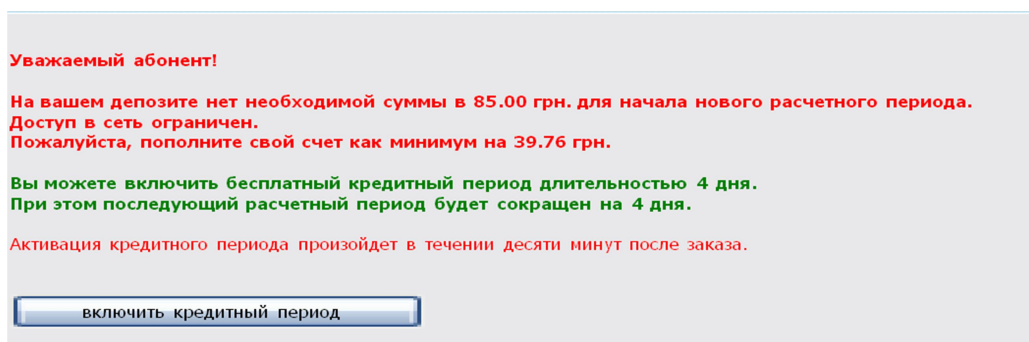 Уважаемый абонент!
На вашем депозите нет необходимой суммы в 85.00 грн. для начала нового расчетного периода.
Доступ в сеть ограничен.
Пожалуйста, пополните свой счет как минимум на 39.76 грн.
Вы можете включить бесплатный кредитный период длительностью 4 дня.
При этом последующий расчетный период будет сокращен на 4 дня.
Активация кредитного периода произойдет в течении десяти минут после заказа.
включить кредитный период